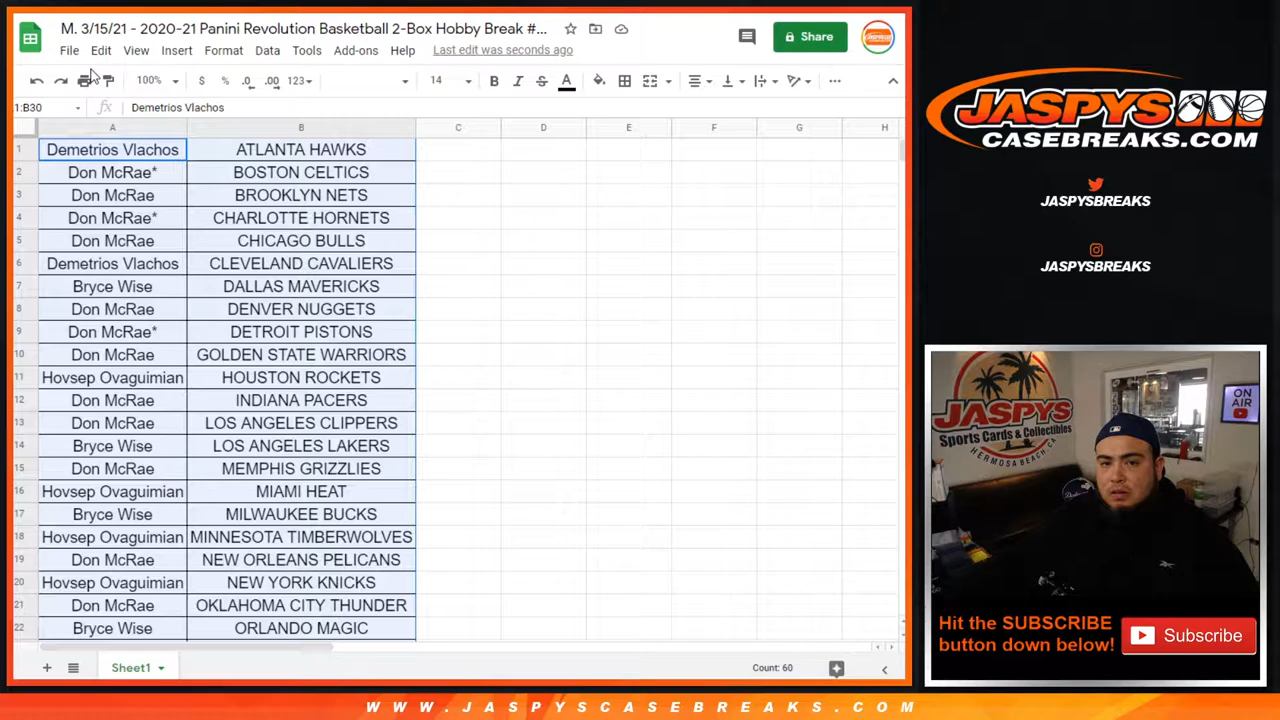 M. 3/15/21 - 2020-21 Panini Revolution Basketball 2-Box Hobby Break #...
File Edit View Insert Format Data Tools Add-ons Help Last edit was seconds ago
Share
100% $ % .0 .00 123 14 B I S A
1:B30 fx Demetrios Vlachos
A B C D E F G H
1 Demetrios Vlachos ATLANTA HAWKS
2 Don McRae* BOSTON CELTICS
3 Don McRae BROOKLYN NETS
4 Don McRae* CHARLOTTE HORNETS
5 Don McRae CHICAGO BULLS
6 Demetrios Vlachos CLEVELAND CAVALIERS
7 Bryce Wise DALLAS MAVERICKS
8 Don McRae DENVER NUGGETS
9 Don McRae* DETROIT PISTONS
10 Don McRae GOLDEN STATE WARRIORS
11 Hovsep Ovaguimian HOUSTON ROCKETS
12 Don McRae INDIANA PACERS
13 Don McRae LOS ANGELES CLIPPERS
14 Bryce Wise LOS ANGELES LAKERS
15 Don McRae MEMPHIS GRIZZLIES
16 Hovsep Ovaguimian MIAMI HEAT
17 Bryce Wise MILWAUKEE BUCKS
18 Hovsep Ovaguimian MINNESOTA TIMBERWOLVES
19 Don McRae NEW ORLEANS PELICANS
20 Hovsep Ovaguimian NEW YORK KNICKS
21 Don McRae OKLAHOMA CITY THUNDER
22 Bryce Wise ORLANDO MAGIC
Sheet1 Count: 60
JASPYS
CASEBREAKS.COM
JASPYSBREAKS
JASPYSBREAKS
JASPYS
Sports Cards & Collectibles
HERMOSA BEACH, CA
ON AIR
Hit the SUBSCRIBE
button down below!
Subscribe
WWW.JASPYSCASEBREAKS.COM